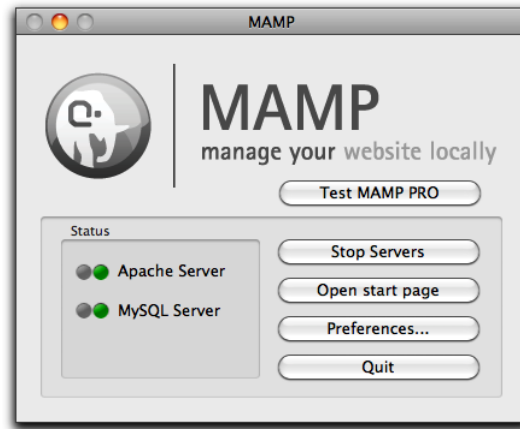 MAMP
MAMP
manage your website locally
Test MAMP PRO
Status
Apache Server
MySQL Server
Stop Servers
Open start page
Preferences...
Quit